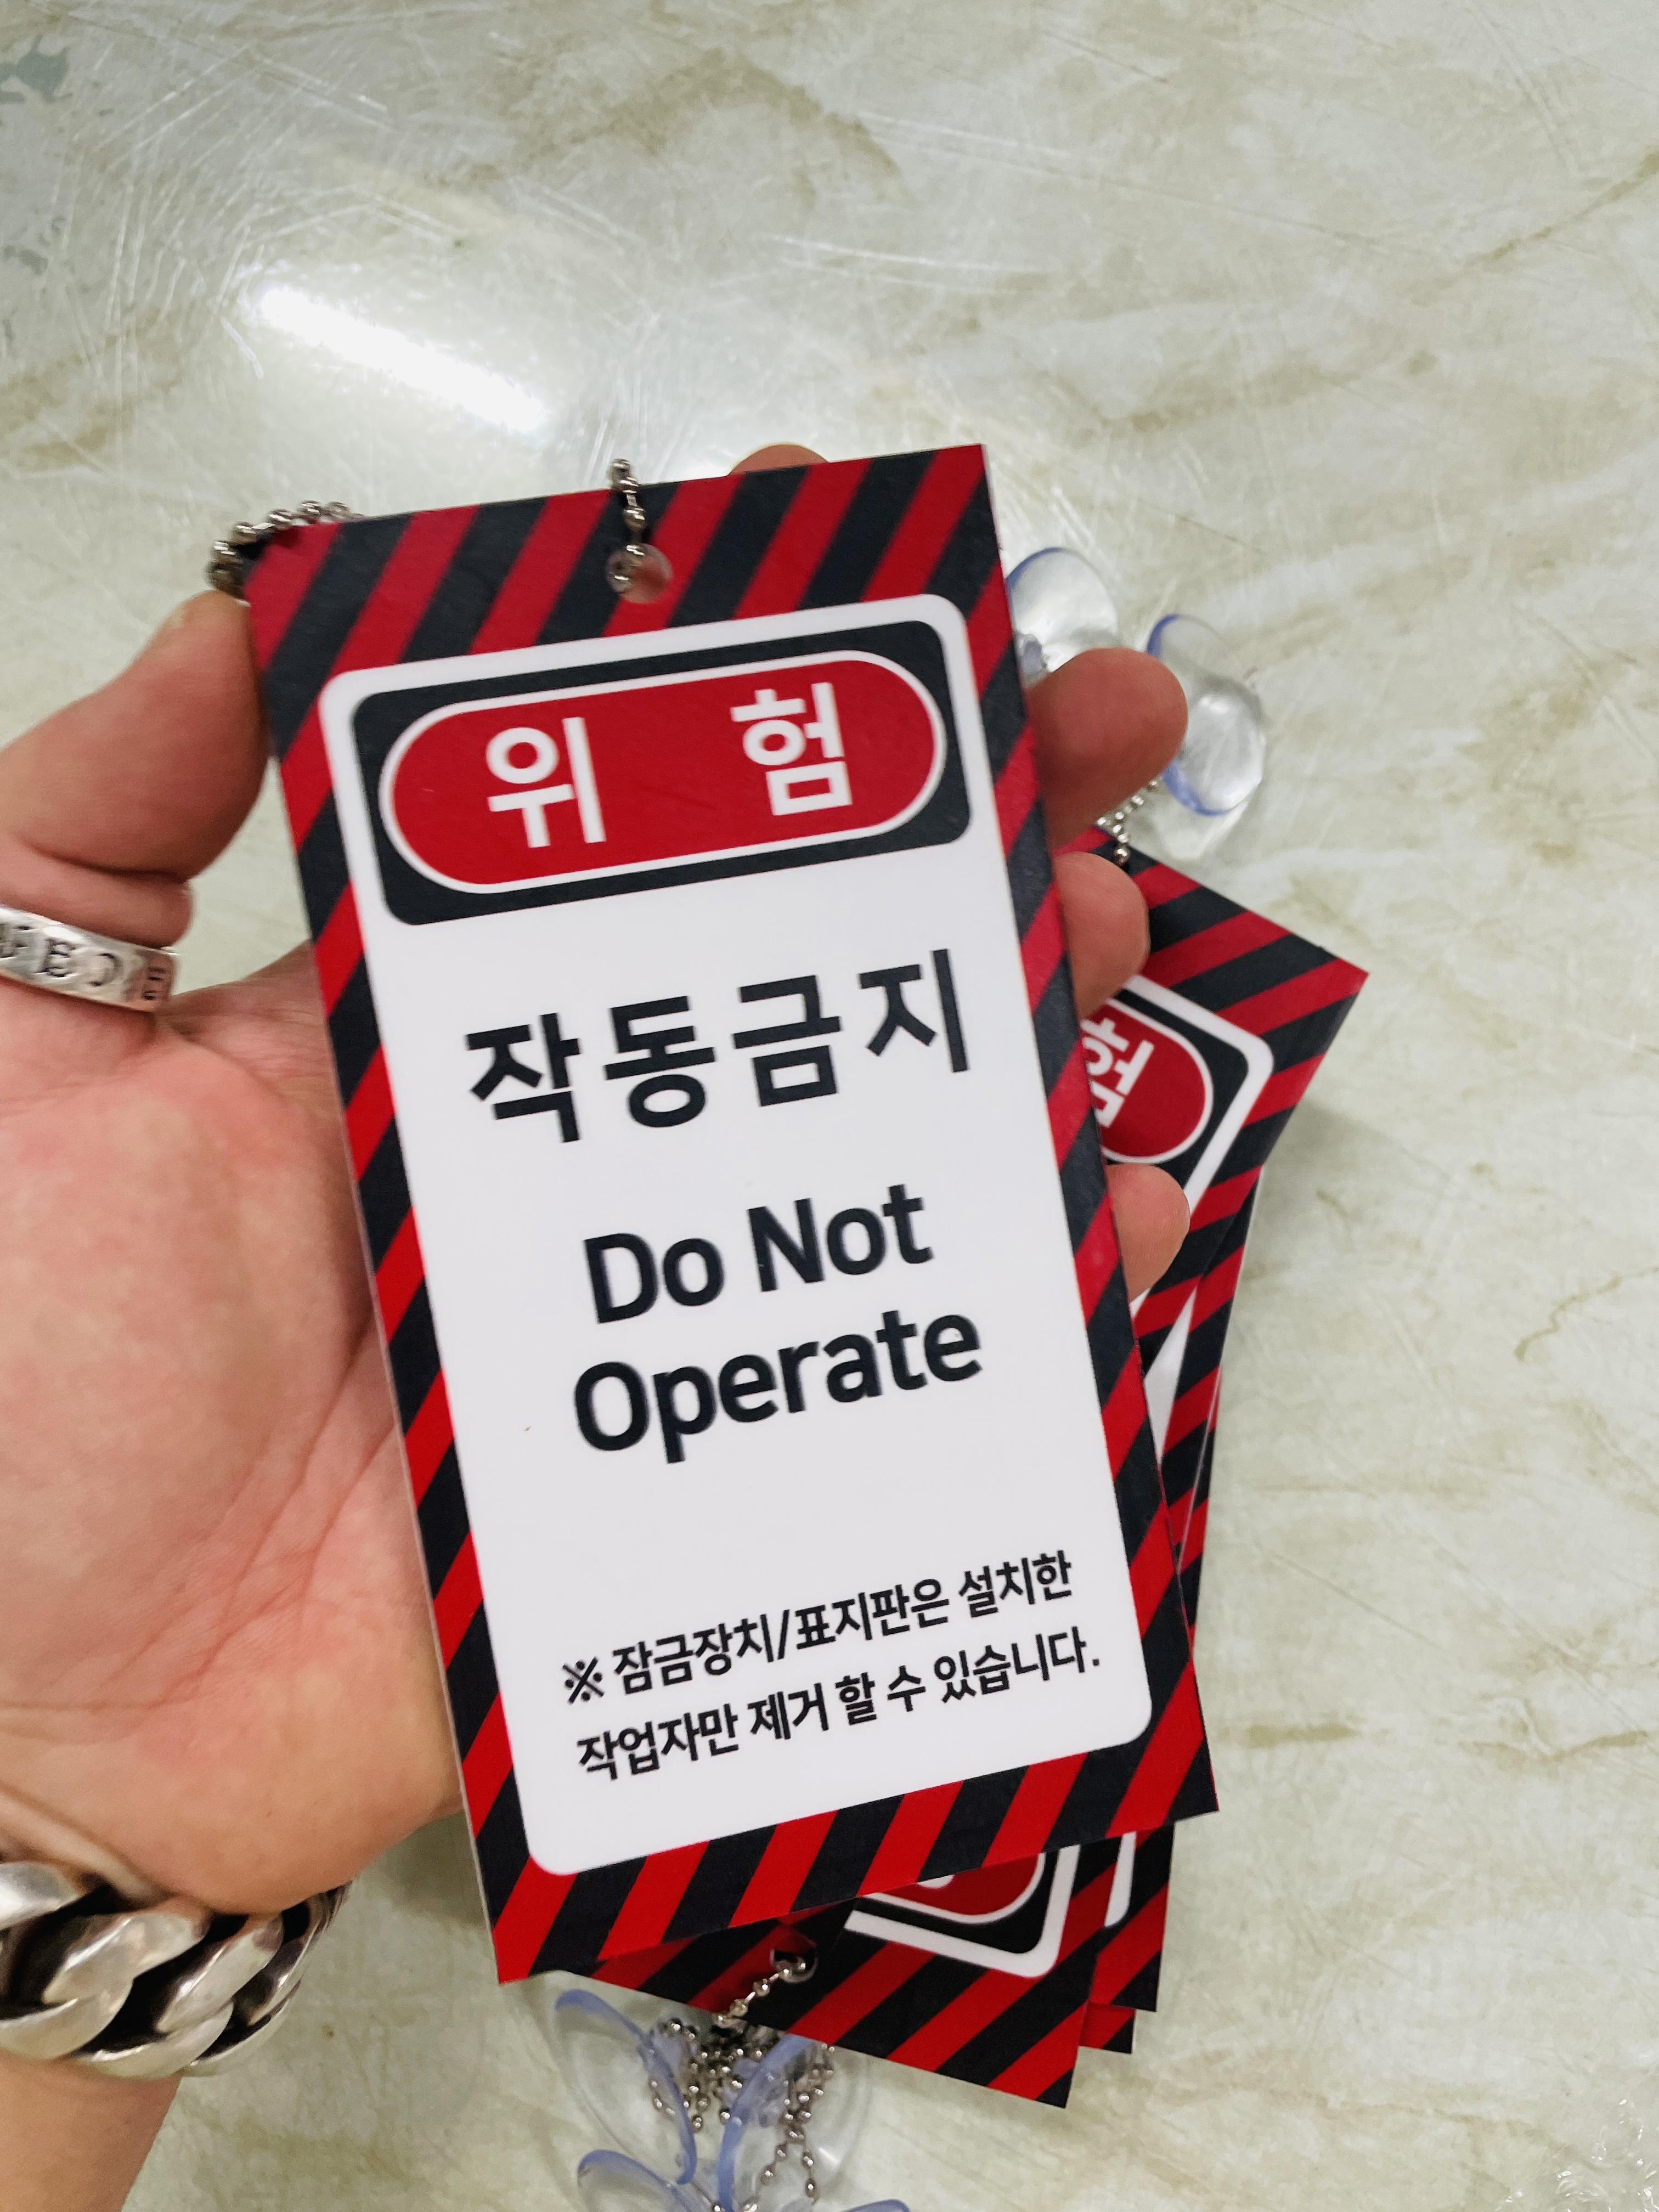 위 험
작동금지
Do Not
Operate
※ 잠금장치/표지판은 설치한
작업자만 제거 할 수 있습니다.
험